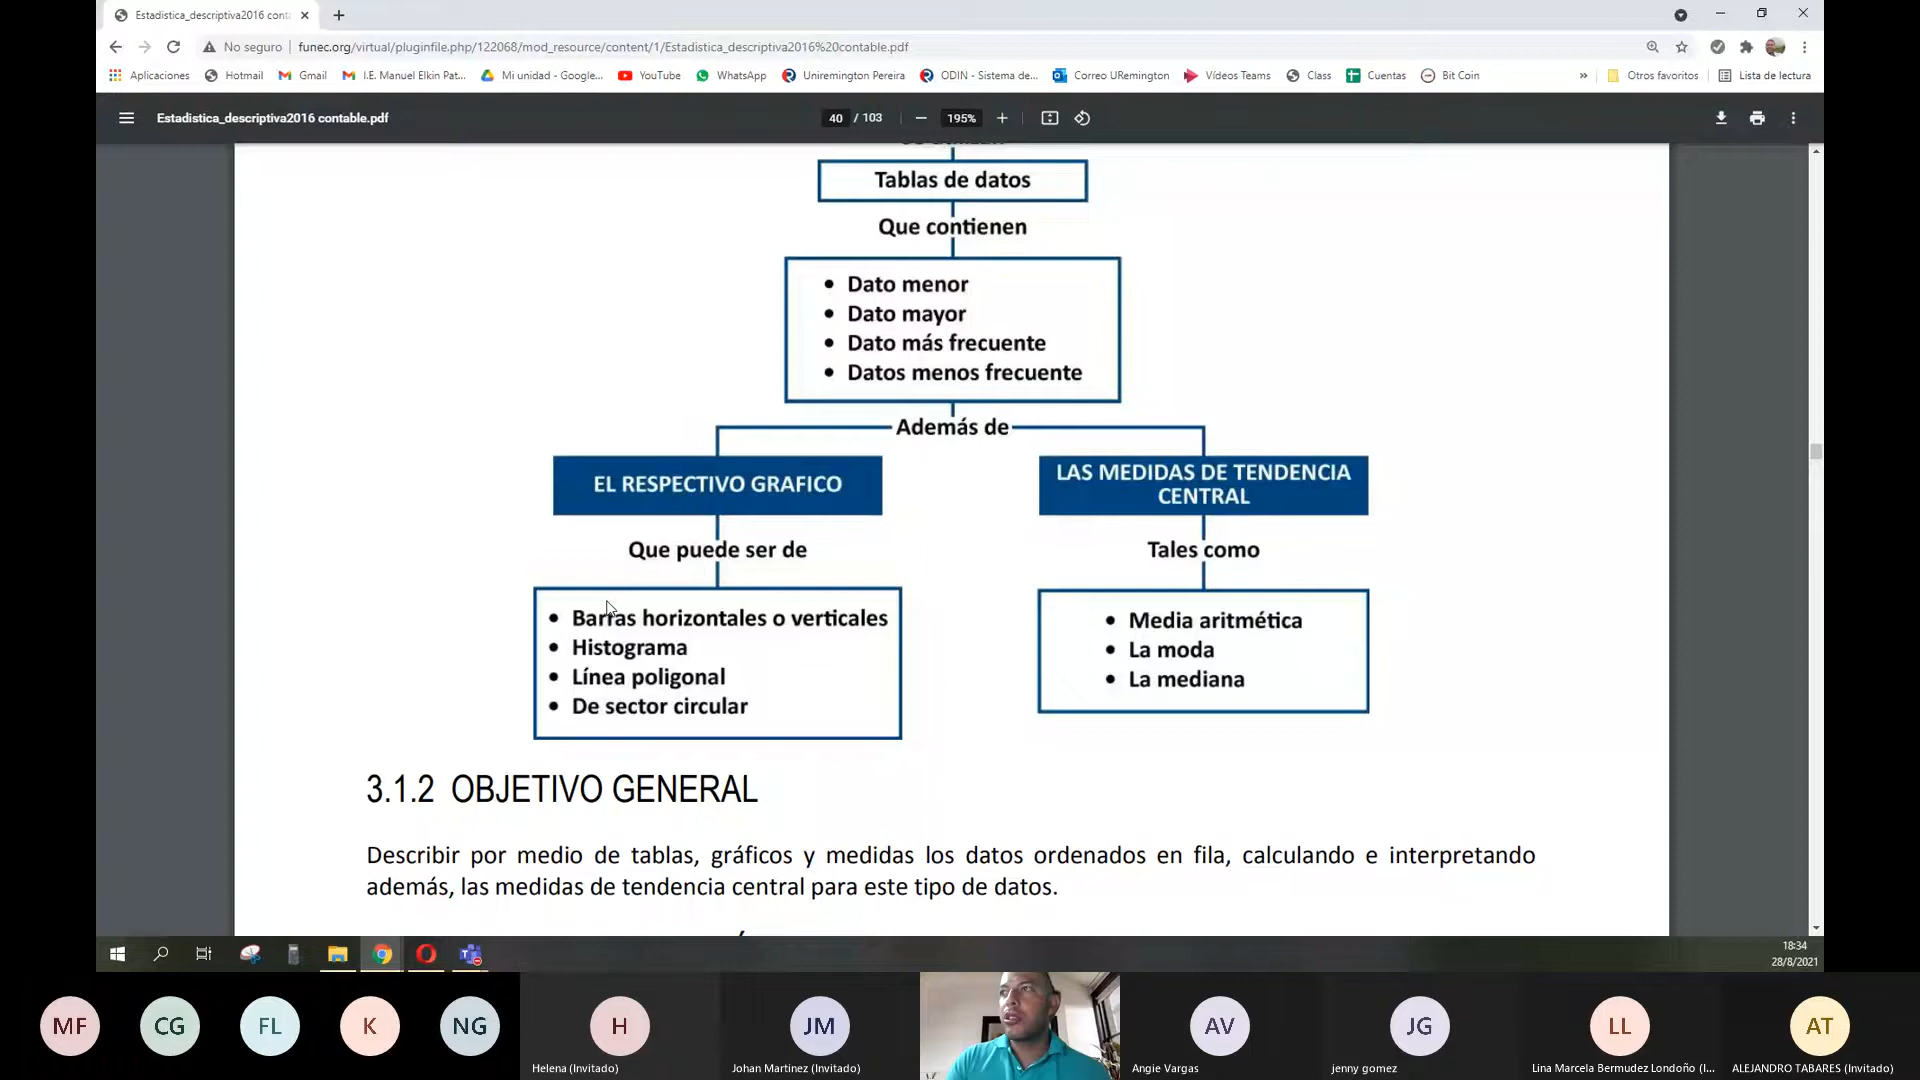 Estadistica_descriptiva2016 cont
No seguro
funec.org/virtual/pluginfile.php/122068/mod_resource/content/1/Estadistica_descriptiva2016%20contable.pdf
Aplicaciones Hotmail Gmail I.E. Manuel Elkin Pat... Mi unidad - Google... YouTube WhatsApp Uniremington Pereira ODIN - Sistema de... Correo URemington Vídeos Teams Class Cuentas Bit Coin » Otros favoritos Lista de lectura
Estadistica_descriptiva2016 contable.pdf
40 / 103 195%
Tablas de datos
Que contienen
• Dato menor
• Dato mayor
• Dato más frecuente
• Datos menos frecuente
Además de
EL RESPECTIVO GRAFICO
LAS MEDIDAS DE TENDENCIA
CENTRAL
Que puede ser de
Tales como
• Barras horizontales o verticales
• Histograma
• Línea poligonal
• De sector circular
• Media aritmética
• La moda
• La mediana
3.1.2 OBJETIVO GENERAL
Describir por medio de tablas, gráficos y medidas los datos ordenados en fila, calculando e interpretando
además, las medidas de tendencia central para este tipo de datos.
18:34
28/8/2021
MF CG FL K NG H JM AV JG LL AT
Helena (Invitado) Johan Martinez (Invitado) Angie Vargas jenny gomez Lina Marcela Bermudez Londoño (I... ALEJANDRO TABARES (Invitado)